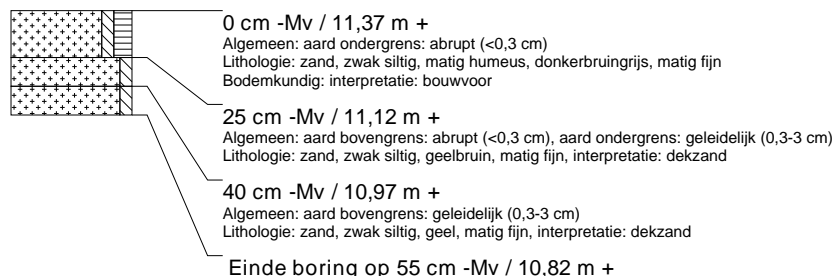 0 cm -Mv / 11,37 m +
Algemeen: aard ondergrens: abrupt (<0,3 cm)
Lithologie: zand, zwak siltig, matig humeus, donkerbruingrijs, matig fijn
Bodemkundig: interpretatie: bouwvoor
25 cm -Mv / 11,12 m +
Algemeen: aard bovengrens: abrupt (<0,3 cm), aard ondergrens: geleidelijk (0,3-3 cm)
Lithologie: zand, zwak siltig, geelbruin, matig fijn, interpretatie: dekzand
40 cm -Mv / 10,97 m +
Algemeen: aard bovengrens: geleidelijk (0,3-3 cm)
Lithologie: zand, zwak siltig, geel, matig fijn, interpretatie: dekzand
Einde boring op 55 cm -Mv / 10,82 m +